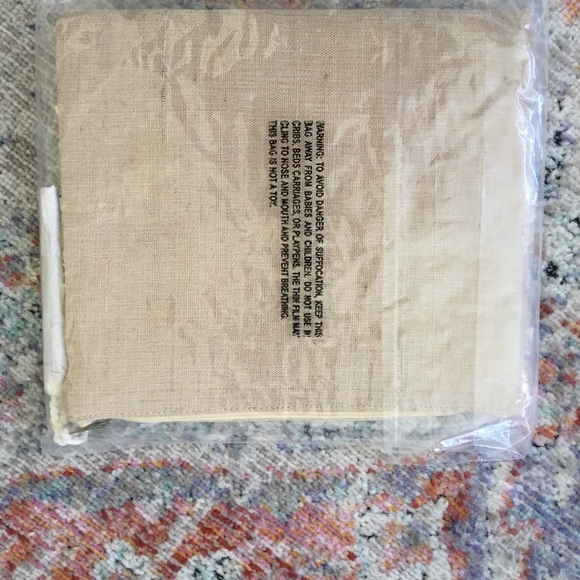 WARNING: TO AVOID DANGER OF SUFFOCATION, KEEP THIS
BAG AWAY FROM BABIES AND CHILDREN. DO NOT USE IN
CRIBS, BEDS CARRIAGES, OR PLAYPENS. THE THIN FILM MAY
CLING TO NOSE AND MOUTH AND PREVENT BREATHING.
THIS BAG IS NOT A TOY.